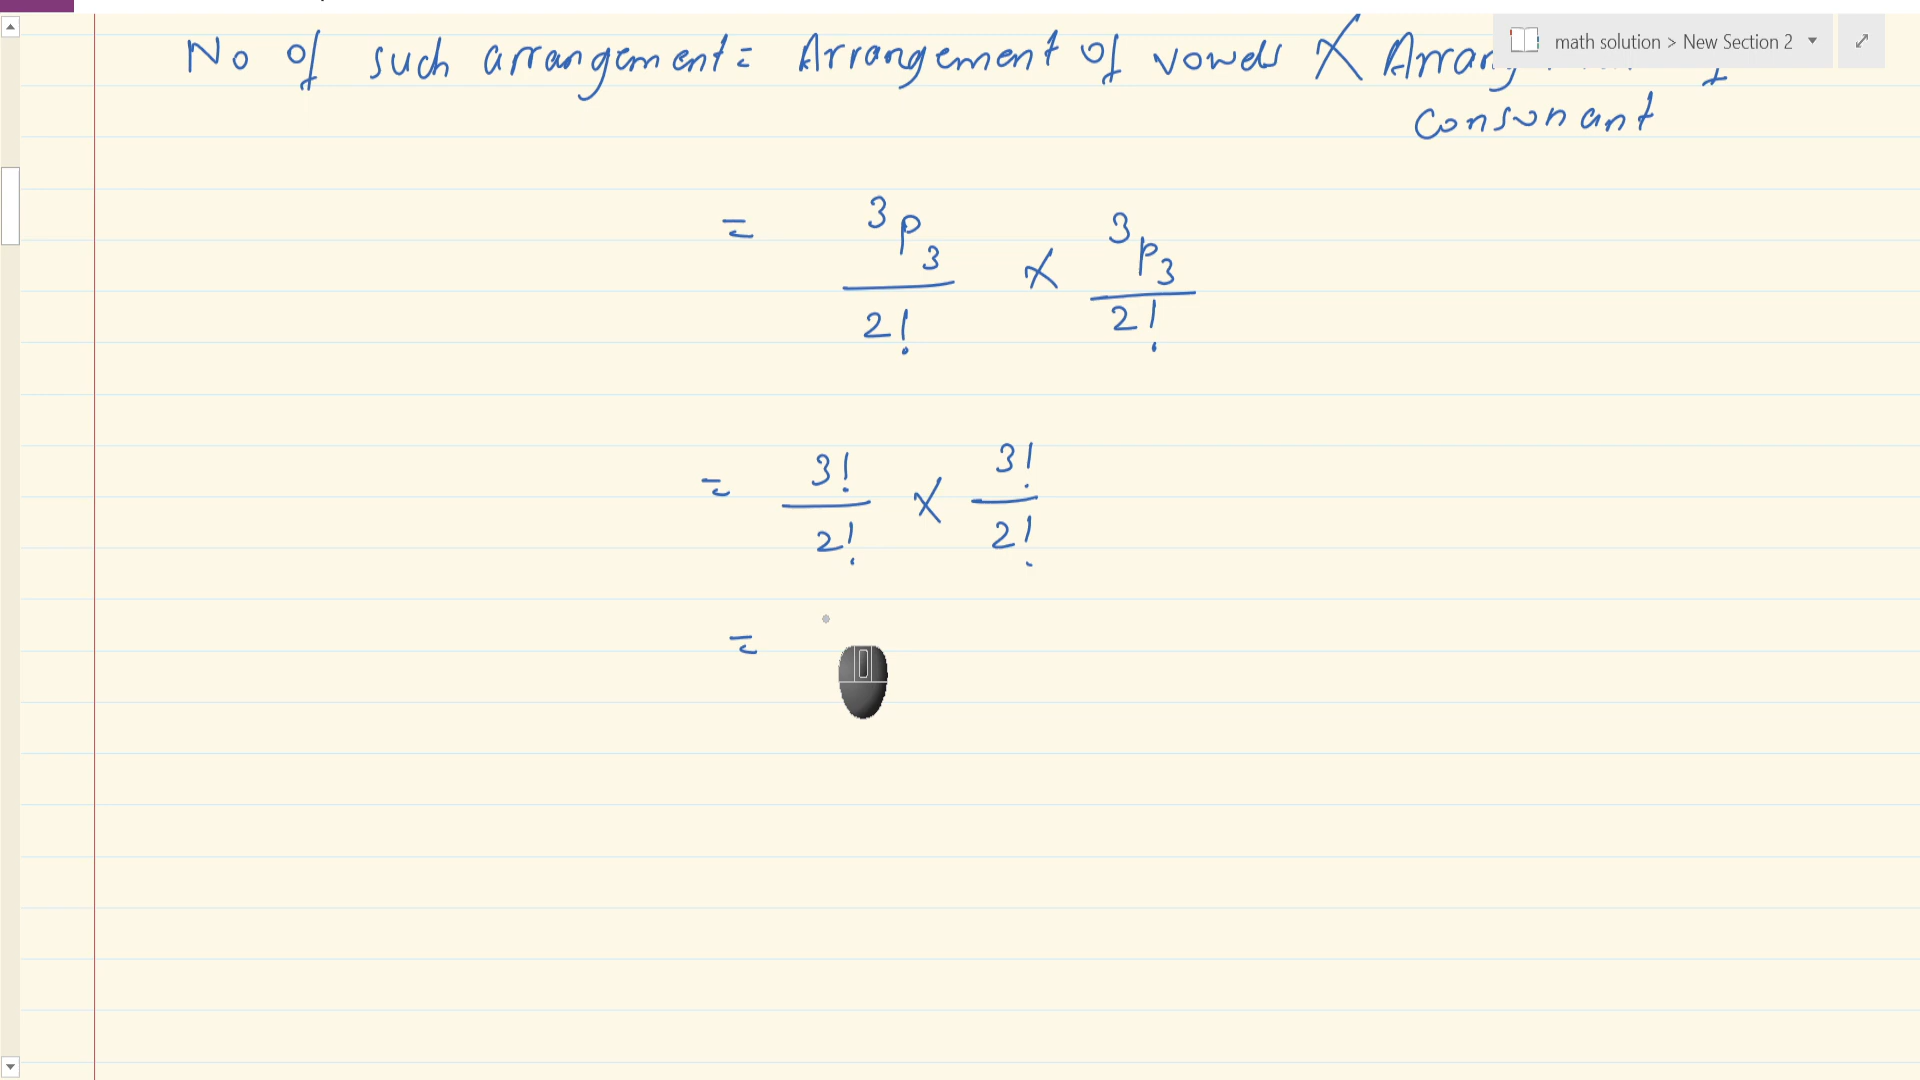 math solution > New Section 2
No of such arrangement = Arrangement of vowels X
consonant
= ³P₃ / 2! X ³P₃ / 2!
= 3! / 2! X 3! / 2!
=